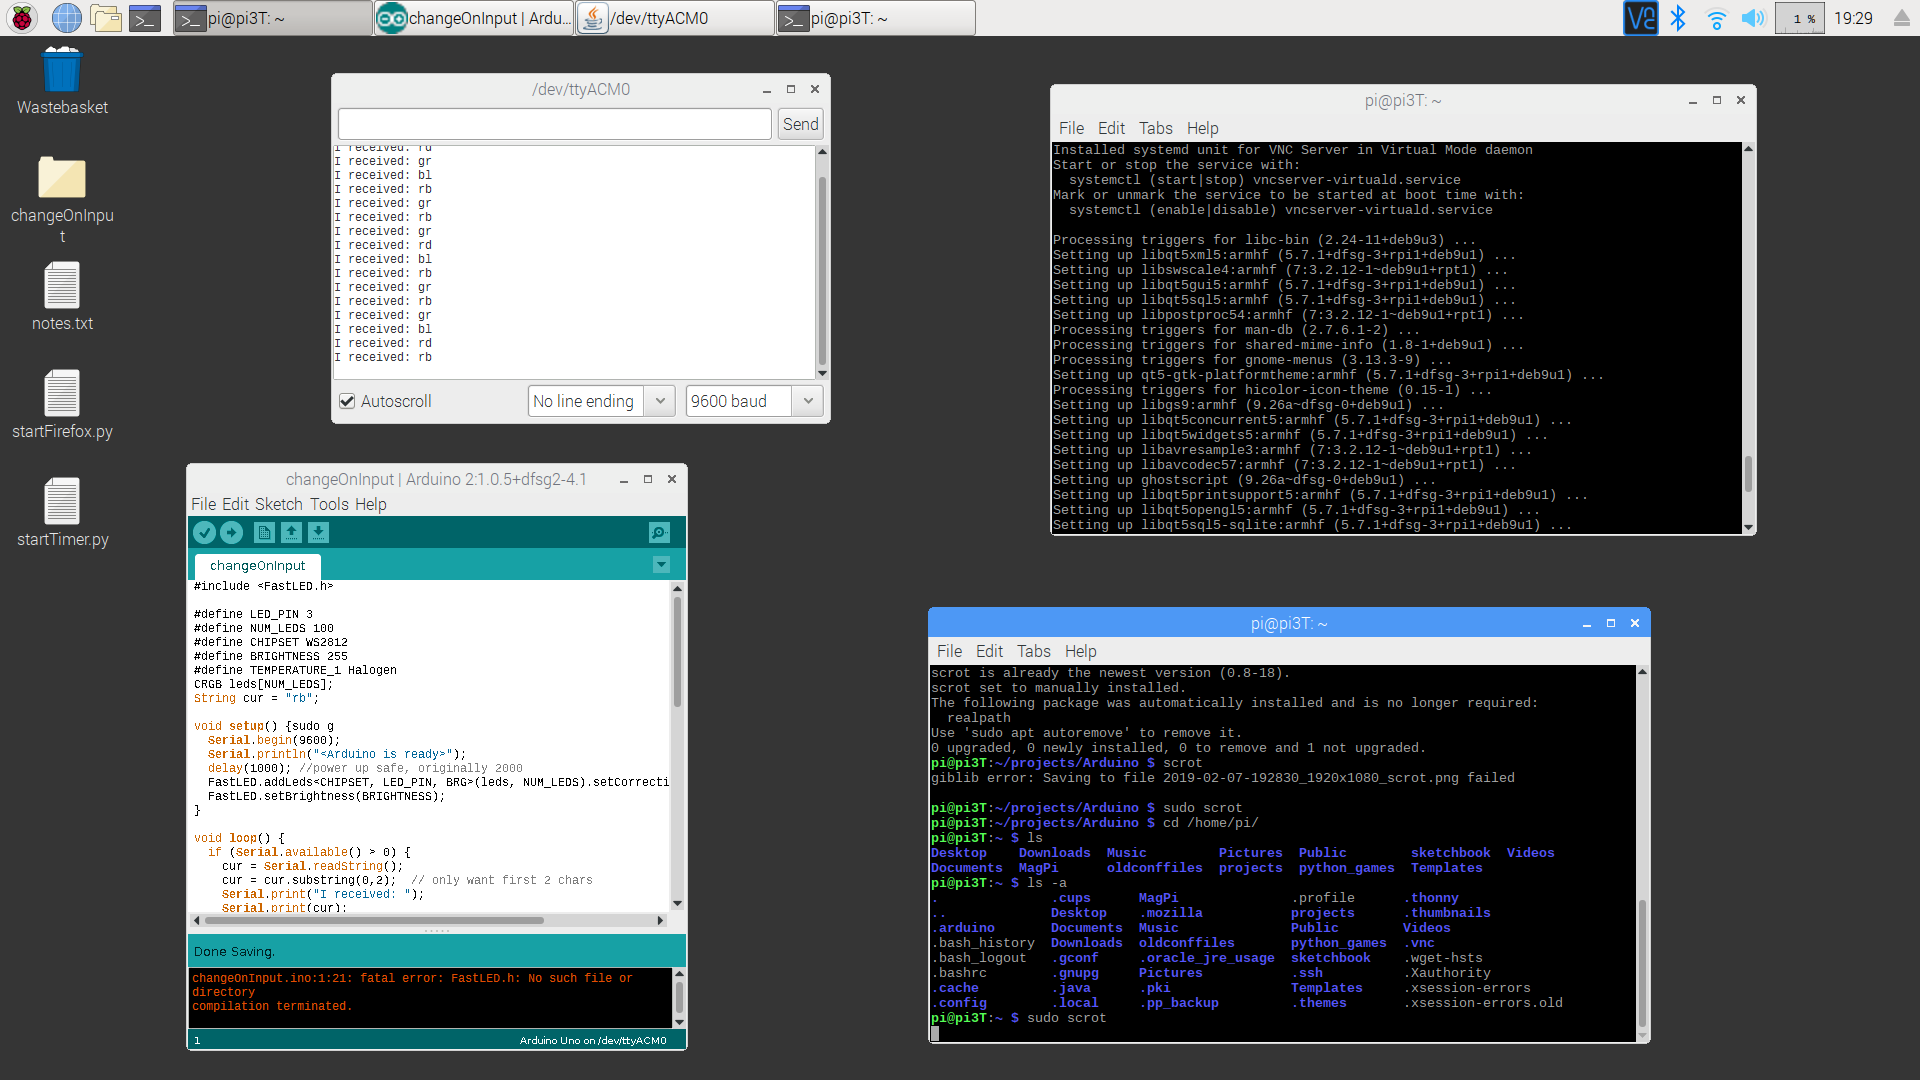 pi@pi3T: ~
changeOnInput | Ardu...
/dev/ttyACM0
pi@pi3T: ~
1 %
19:29
Wastebasket
changeOnInpu
t
notes.txt
startFirefox.py
startTimer.py
/dev/ttyACM0
Send
I received: rd
I received: gr
I received: bl
I received: rb
I received: gr
I received: rb
I received: gr
I received: rd
I received: bl
I received: rb
I received: gr
I received: rb
I received: gr
I received: bl
I received: rd
I received: rb
Autoscroll
No line ending
9600 baud
pi@pi3T: ~
File Edit Tabs Help
Installed systemd unit for VNC Server in Virtual Mode daemon
Start or stop the service with:
  systemctl (start|stop) vncserver-virtuald.service
Mark or unmark the service to be started at boot time with:
  systemctl (enable|disable) vncserver-virtuald.service
Processing triggers for libc-bin (2.24-11+deb9u3) ...
Setting up libqt5xml5:armhf (5.7.1+dfsg-3+rpi1+deb9u1) ...
Setting up libswscale4:armhf (7:3.2.12-1~deb9u1+rpt1) ...
Setting up libqt5gui5:armhf (5.7.1+dfsg-3+rpi1+deb9u1) ...
Setting up libqt5sql5:armhf (5.7.1+dfsg-3+rpi1+deb9u1) ...
Setting up libpostproc54:armhf (7:3.2.12-1~deb9u1+rpt1) ...
Processing triggers for man-db (2.7.6.1-2) ...
Processing triggers for shared-mime-info (1.8-1+deb9u1) ...
Processing triggers for gnome-menus (3.13.3-9) ...
Setting up qt5-gtk-platformtheme:armhf (5.7.1+dfsg-3+rpi1+deb9u1) ...
Processing triggers for hicolor-icon-theme (0.15-1) ...
Setting up libgs9:armhf (9.26a~dfsg-0+deb9u1) ...
Setting up libqt5concurrent5:armhf (5.7.1+dfsg-3+rpi1+deb9u1) ...
Setting up libqt5widgets5:armhf (5.7.1+dfsg-3+rpi1+deb9u1) ...
Setting up libavresample3:armhf (7:3.2.12-1~deb9u1+rpt1) ...
Setting up libavcodec57:armhf (7:3.2.12-1~deb9u1+rpt1) ...
Setting up ghostscript (9.26a~dfsg-0+deb9u1) ...
Setting up libqt5printsupport5:armhf (5.7.1+dfsg-3+rpi1+deb9u1) ...
Setting up libqt5opengl5:armhf (5.7.1+dfsg-3+rpi1+deb9u1) ...
Setting up libqt5sql5-sqlite:armhf (5.7.1+dfsg-3+rpi1+deb9u1) ...
changeOnInput | Arduino 2:1.0.5+dfsg2-4.1
File Edit Sketch Tools Help
changeOnInput
#include <FastLED.h>
#define LED_PIN 3
#define NUM_LEDS 100
#define CHIPSET WS2812
#define BRIGHTNESS 255
#define TEMPERATURE_1 Halogen
CRGB leds[NUM_LEDS];
String cur = "rb";
void setup() {sudo g
  Serial.begin(9600);
  Serial.println("<Arduino is ready>");
  delay(1000); //power up safe, originally 2000
  FastLED.addLeds<CHIPSET, LED_PIN, BRG>(leds, NUM_LEDS).setCorrecti
  FastLED.setBrightness(BRIGHTNESS);
}
void loop() {
  if (Serial.available() > 0) {
    cur = Serial.readString();
    cur = cur.substring(0,2);  // only want first 2 chars
    Serial.print("I received: ");
    Serial.print(cur);
Done Saving.
changeOnInput.ino:1:21: fatal error: FastLED.h: No such file or
directory
compilation terminated.
1
Arduino Uno on /dev/ttyACM0
pi@pi3T: ~
File Edit Tabs Help
scrot is already the newest version (0.8-18).
scrot set to manually installed.
The following package was automatically installed and is no longer required:
  realpath
Use 'sudo apt autoremove' to remove it.
0 upgraded, 0 newly installed, 0 to remove and 1 not upgraded.
pi@pi3T:~/projects/Arduino $ scrot
giblib error: Saving to file 2019-02-07-192830_1920x1080_scrot.png failed
pi@pi3T:~/projects/Arduino $ sudo scrot
pi@pi3T:~/projects/Arduino $ cd /home/pi/
pi@pi3T:~ $ ls
Desktop    Downloads  Music         Pictures  Public        sketchbook  Videos
Documents  MagPi      oldconffiles  projects  python_games  Templates
pi@pi3T:~ $ ls -a
.              .cups      MagPi              .profile      .thonny
..             Desktop    .mozilla           projects      .thumbnails
.arduino       Documents  Music              Public        Videos
.bash_history  Downloads  oldconffiles       python_games  .vnc
.bash_logout   .gconf     .oracle_jre_usage  sketchbook    .wget-hsts
.bashrc        .gnupg     Pictures           .ssh          .Xauthority
.cache         .java      .pki               Templates     .xsession-errors
.config        .local     .pp_backup         .themes       .xsession-errors.old
pi@pi3T:~ $ sudo scrot